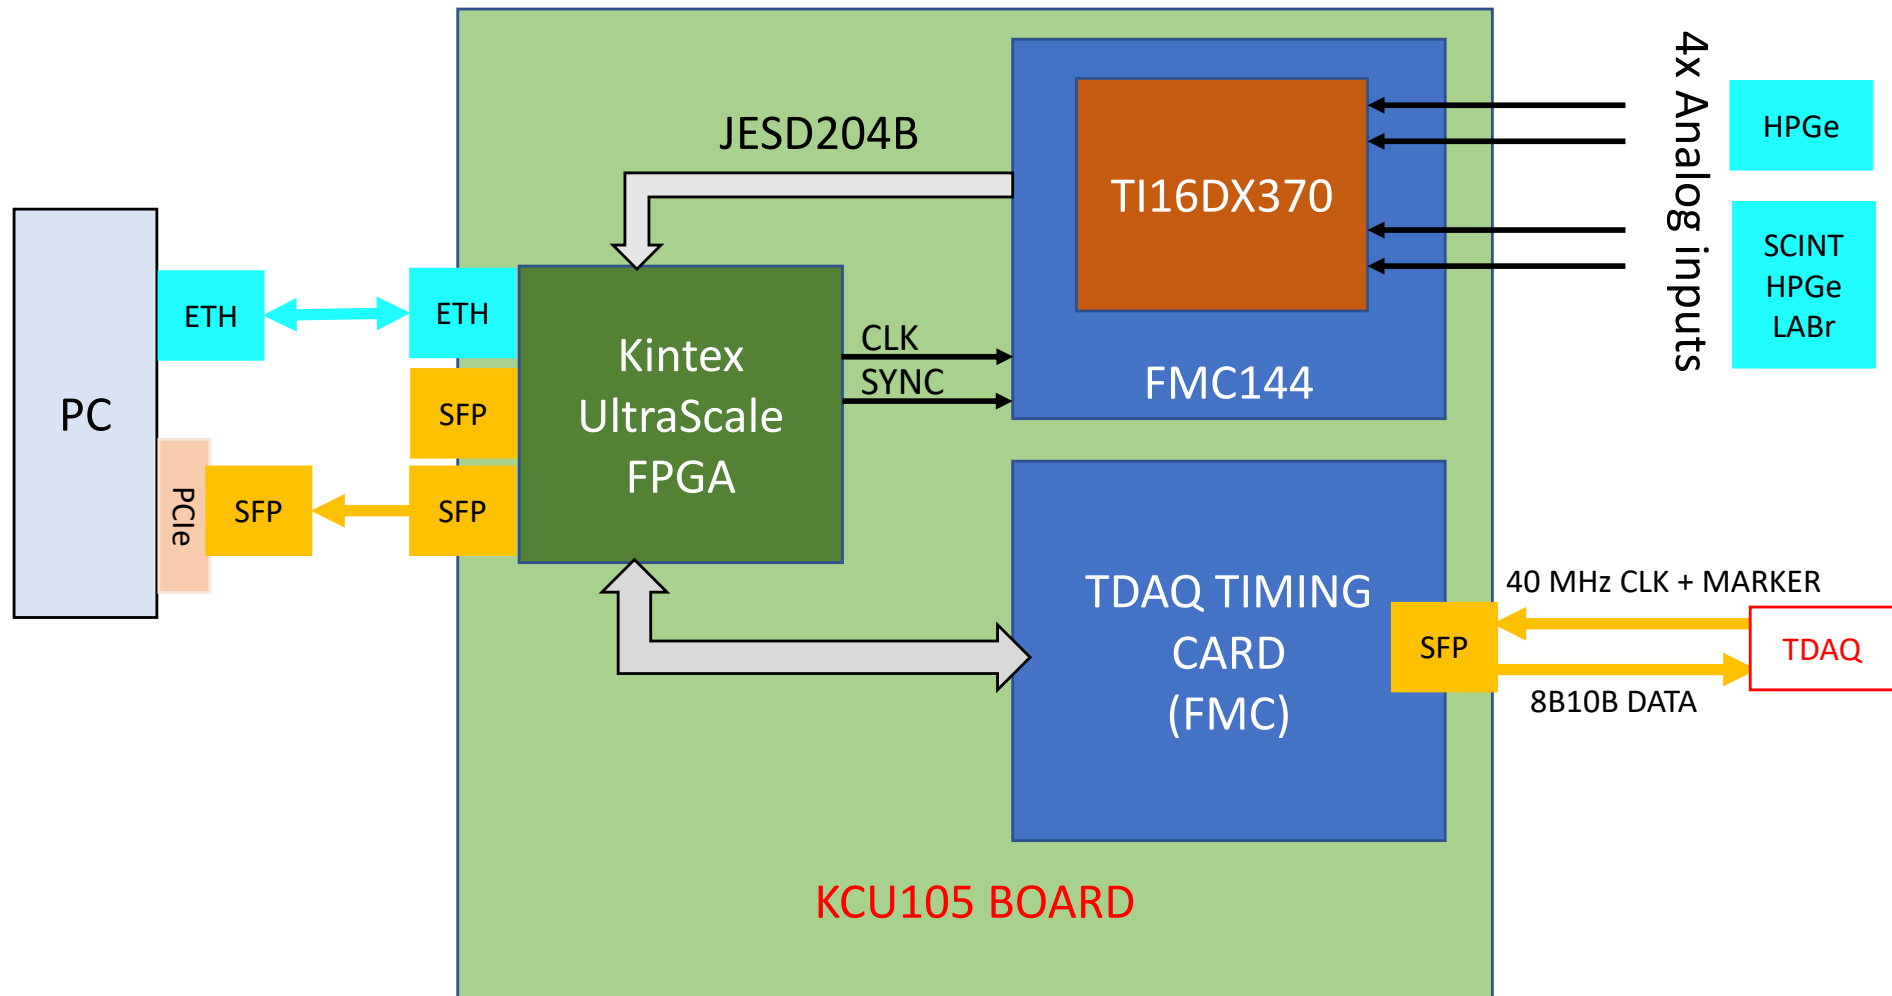 4x Analog inputs
HPGe
JESD204B
TI16DX370
SCINT
HPGe
LABr
ETH
ETH
CLK
SYNC
FMC144
Kintex
UltraScale
FPGA
PC
SFP
PCIe
SFP
SFP
TDAQ TIMING
CARD
(FMC)
SFP
40 MHz CLK + MARKER
TDAQ
8B10B DATA
KCU105 BOARD